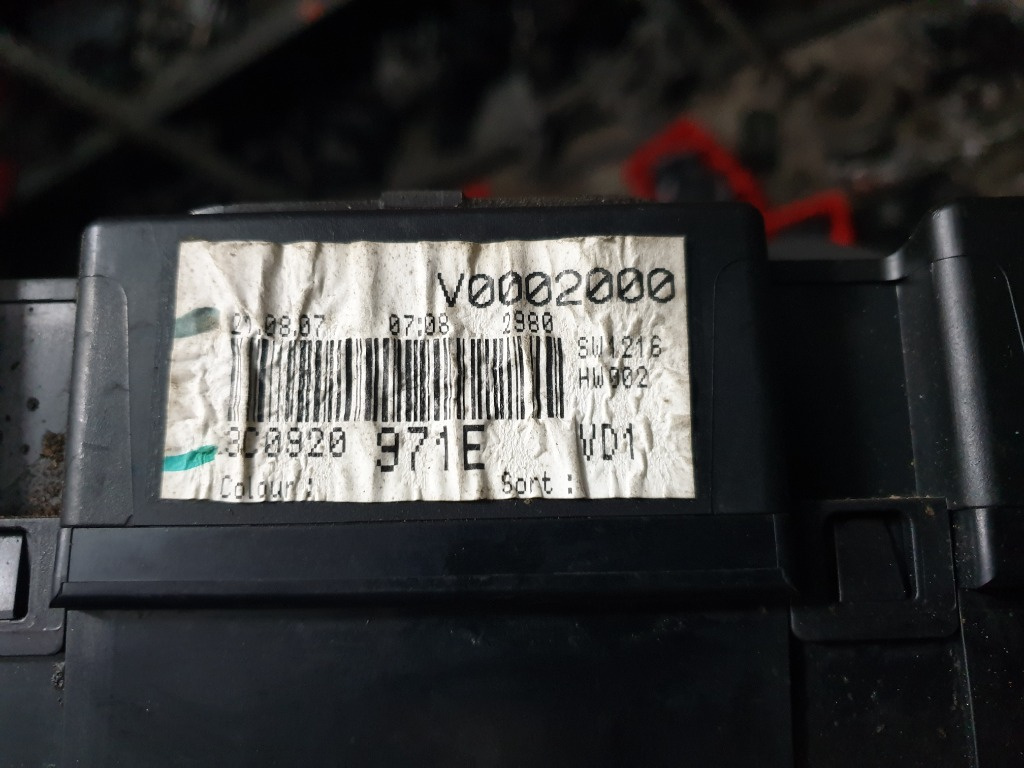 V0002000
21.08.07 07:08 2980
SW1216
HW002
3C0920 971E VD1
Colour: Sort :